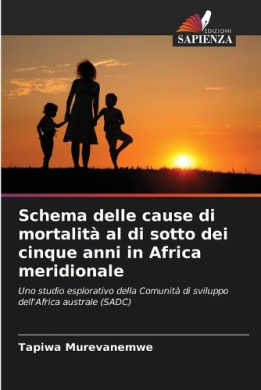 EDIZIONI
SAPIENZA
Schema delle cause di
mortalità al di sotto dei
cinque anni in Africa
meridionale
Uno studio esplorativo della Comunità di sviluppo
dell'Africa australe (SADC)
Tapiwa Murevanemwe